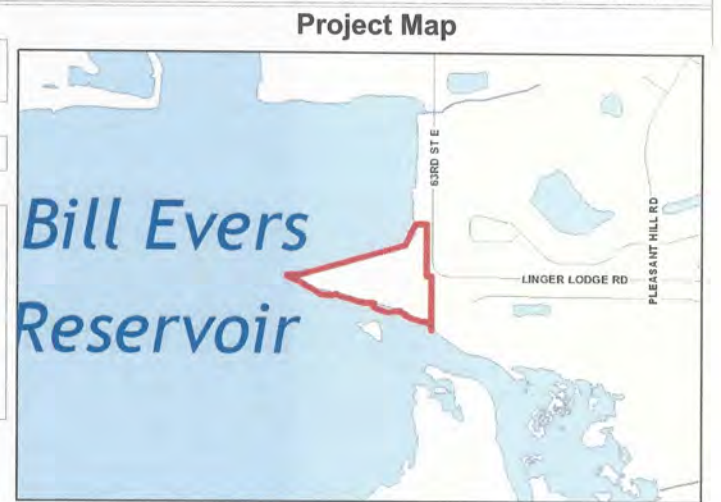 Project Map
Bill Evers
Reservoir
63RD ST E
LINGER LODGE RD
PLEASANT HILL RD